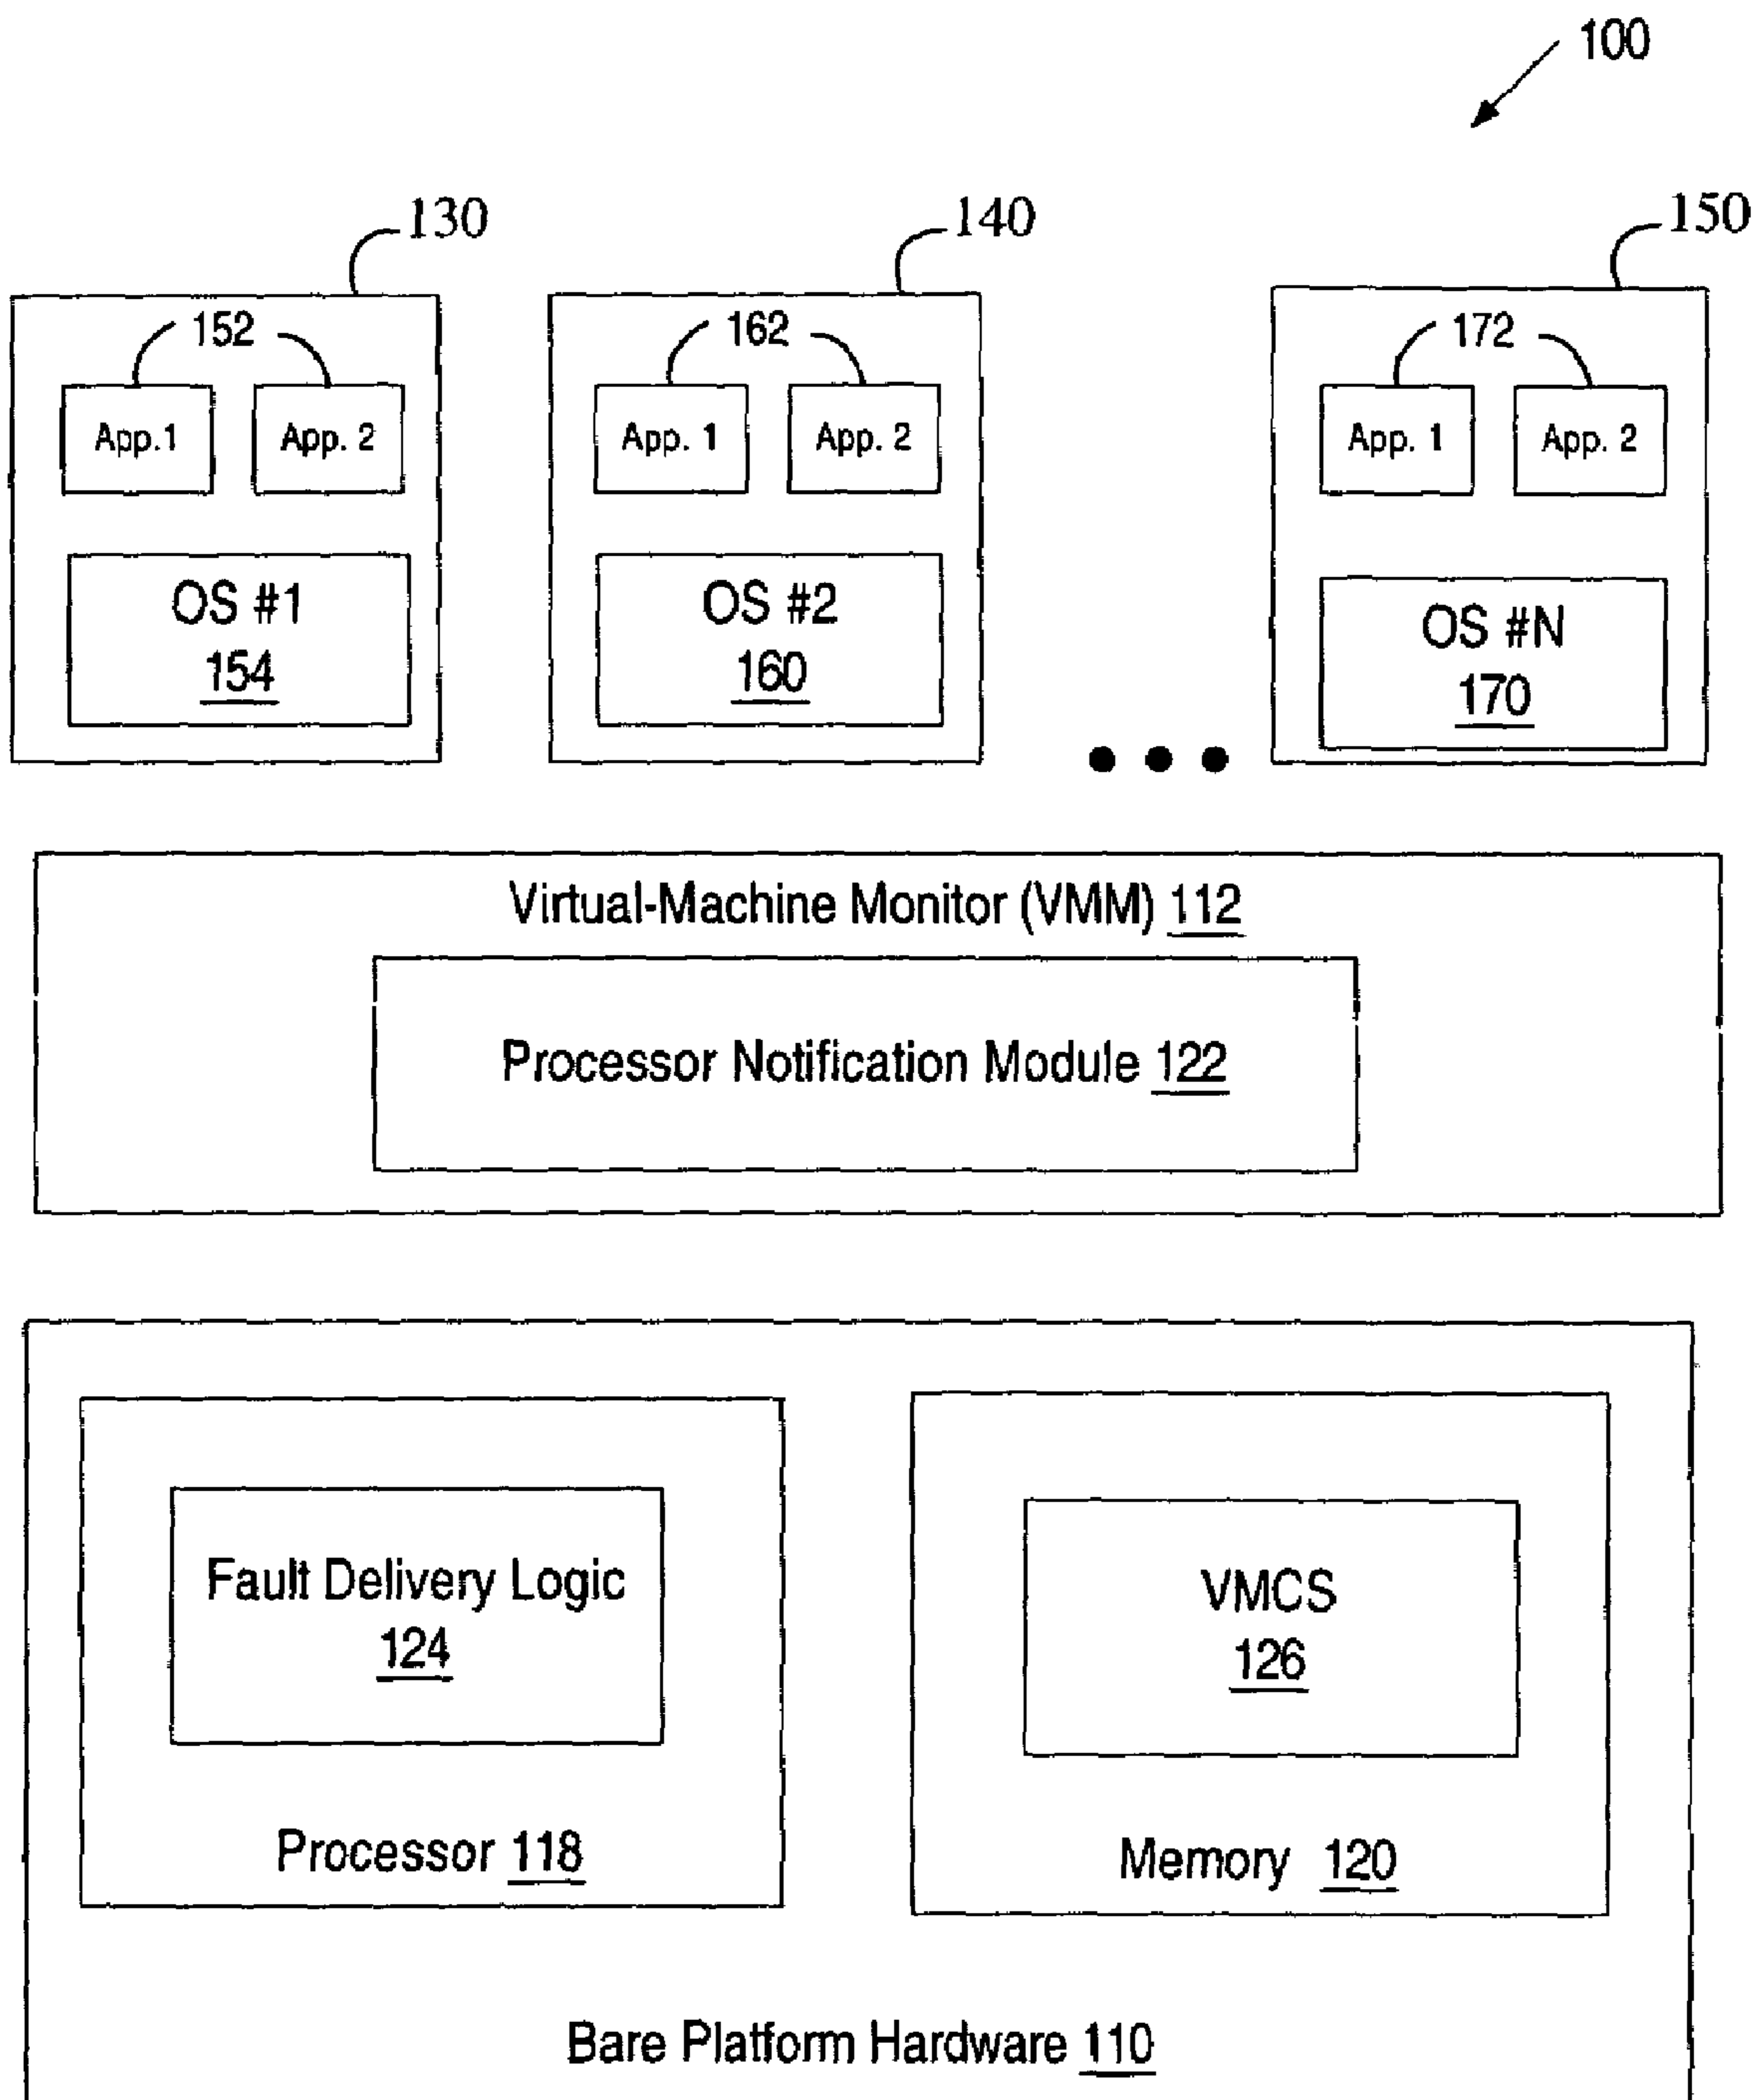 100
130
140
150
152
162
172
App.1
App. 2
App. 1
App. 2
App. 1
App. 2
OS #1
154
OS #2
160
OS #N
170
Virtual-Machine Monitor (VMM) 112
Processor Notification Module 122
Fault Delivery Logic
124
VMCS
126
Processor 118
Memory 120
Bare Platform Hardware 110